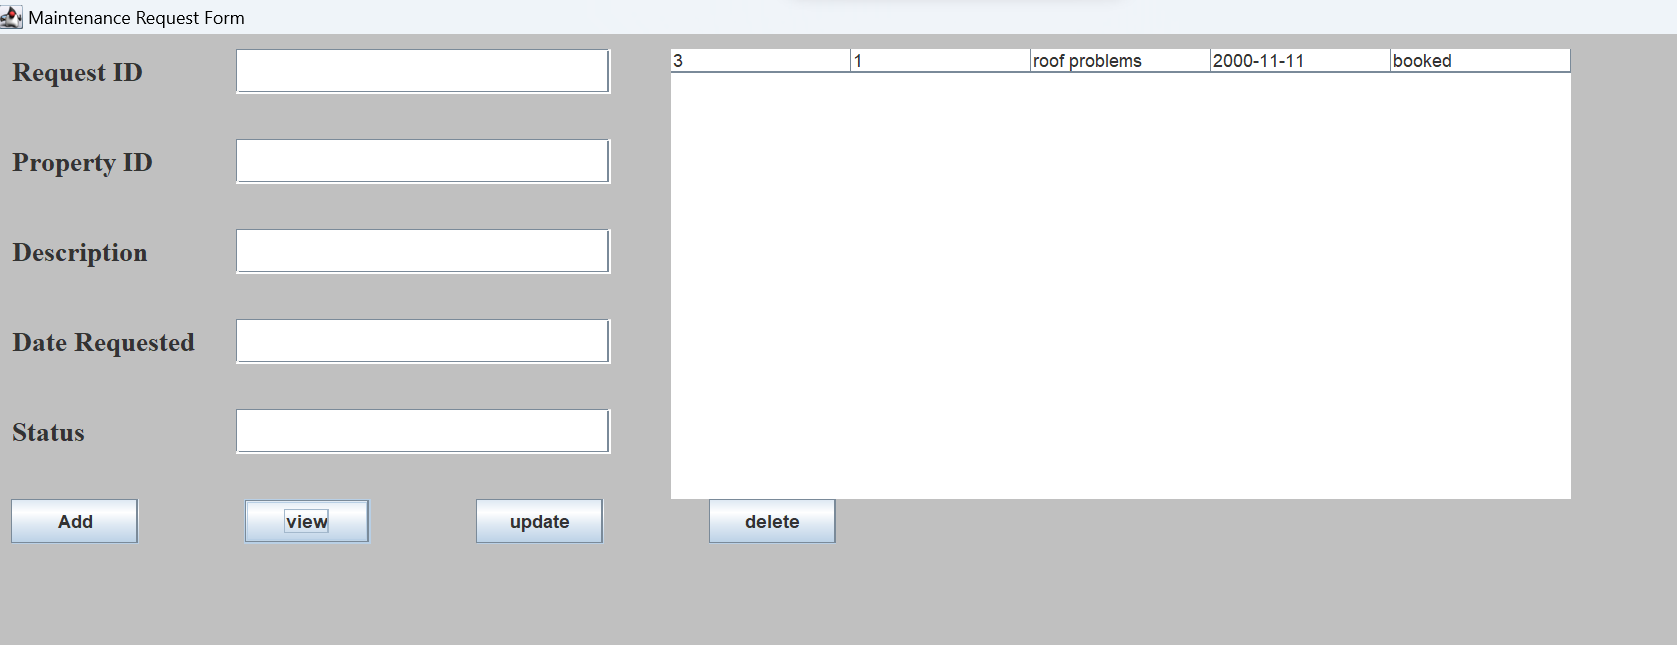 Maintenance Request Form
Request ID
3 1 roof problems 2000-11-11 booked
Property ID
Description
Date Requested
Status
Add view update delete